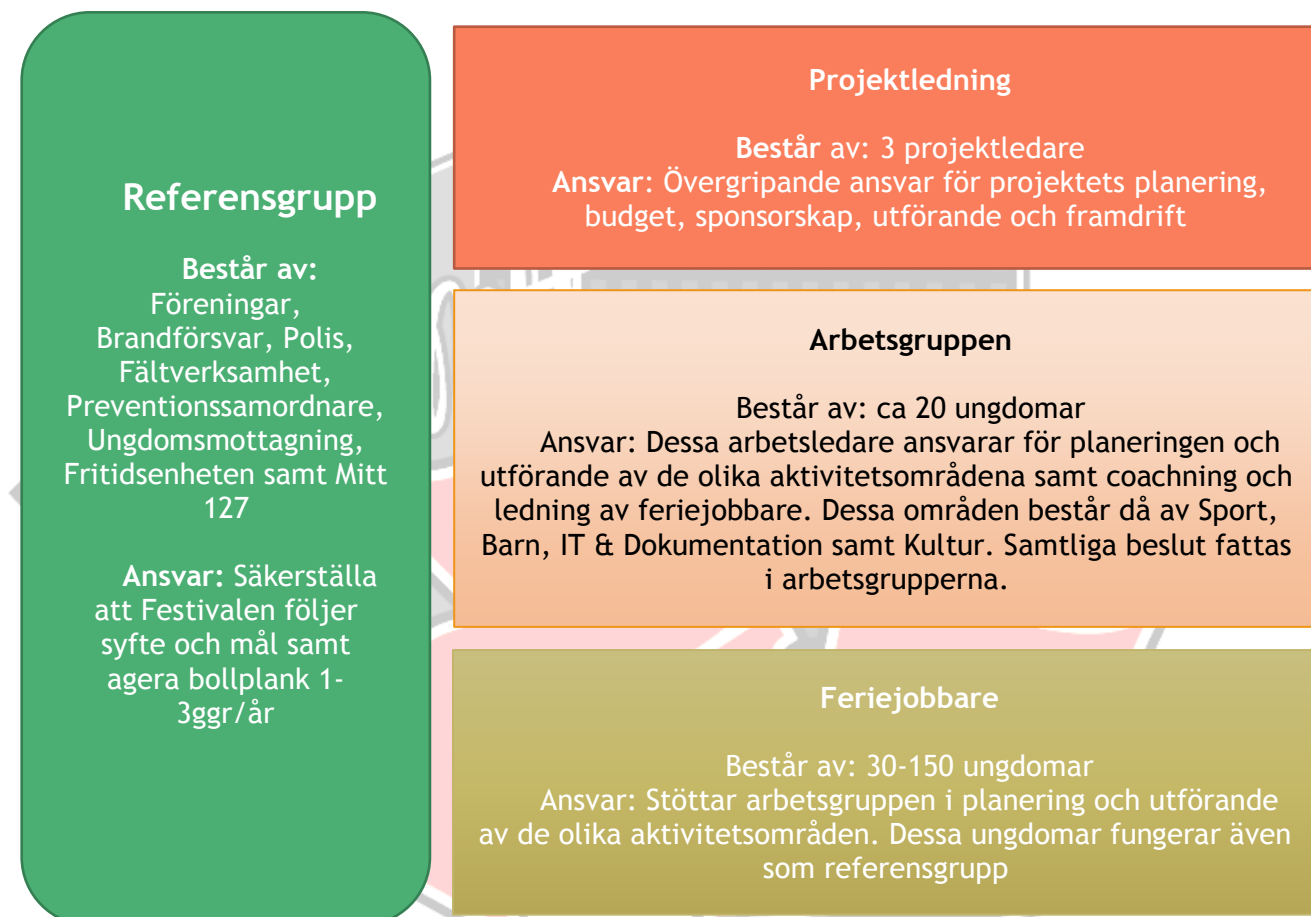 Referensgrupp
Består av:
Föreningar,
Brandförsvar, Polis,
Fältverksamhet,
Preventionssamordnare,
Ungdomsmottagning,
Fritidsenheten samt Mitt
127
Ansvar: Säkerställa
att Festivalen följer
syfte och mål samt
agera bollplank 1-
3ggr/år
Projektledning
Består av: 3 projektledare
Ansvar: Övergripande ansvar för projektets planering,
budget, sponsorskap, utförande och framdrift
Arbetsgruppen
Består av: ca 20 ungdomar
Ansvar: Dessa arbetsledare ansvarar för planeringen och
utförande av de olika aktivitetsområdena samt coachning och
ledning av feriejobbare. Dessa områden består då av Sport,
Barn, IT & Dokumentation samt Kultur. Samtliga beslut fattas
i arbetsgrupperna.
Feriejobbare
Består av: 30-150 ungdomar
Ansvar: Stöttar arbetsgruppen i planering och utförande
av de olika aktivitetsområden. Dessa ungdomar fungerar även
som referensgrupp